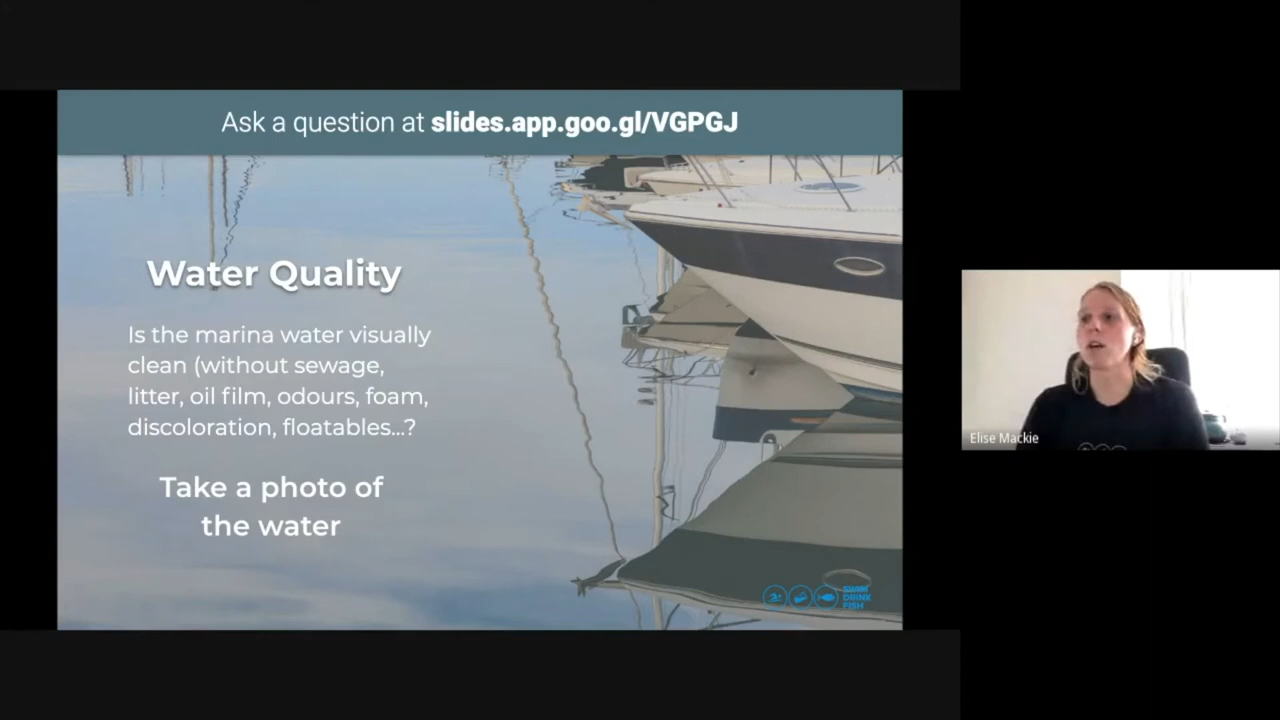 Ask a question at slides.app.goo.gl/VGPGJ
Water Quality
Is the marina water visually
clean (without sewage,
litter, oil film, odours, foam,
discoloration, floatables...?
Take a photo of
the water
SWIM
DRINK
FISH
Elise Mackie